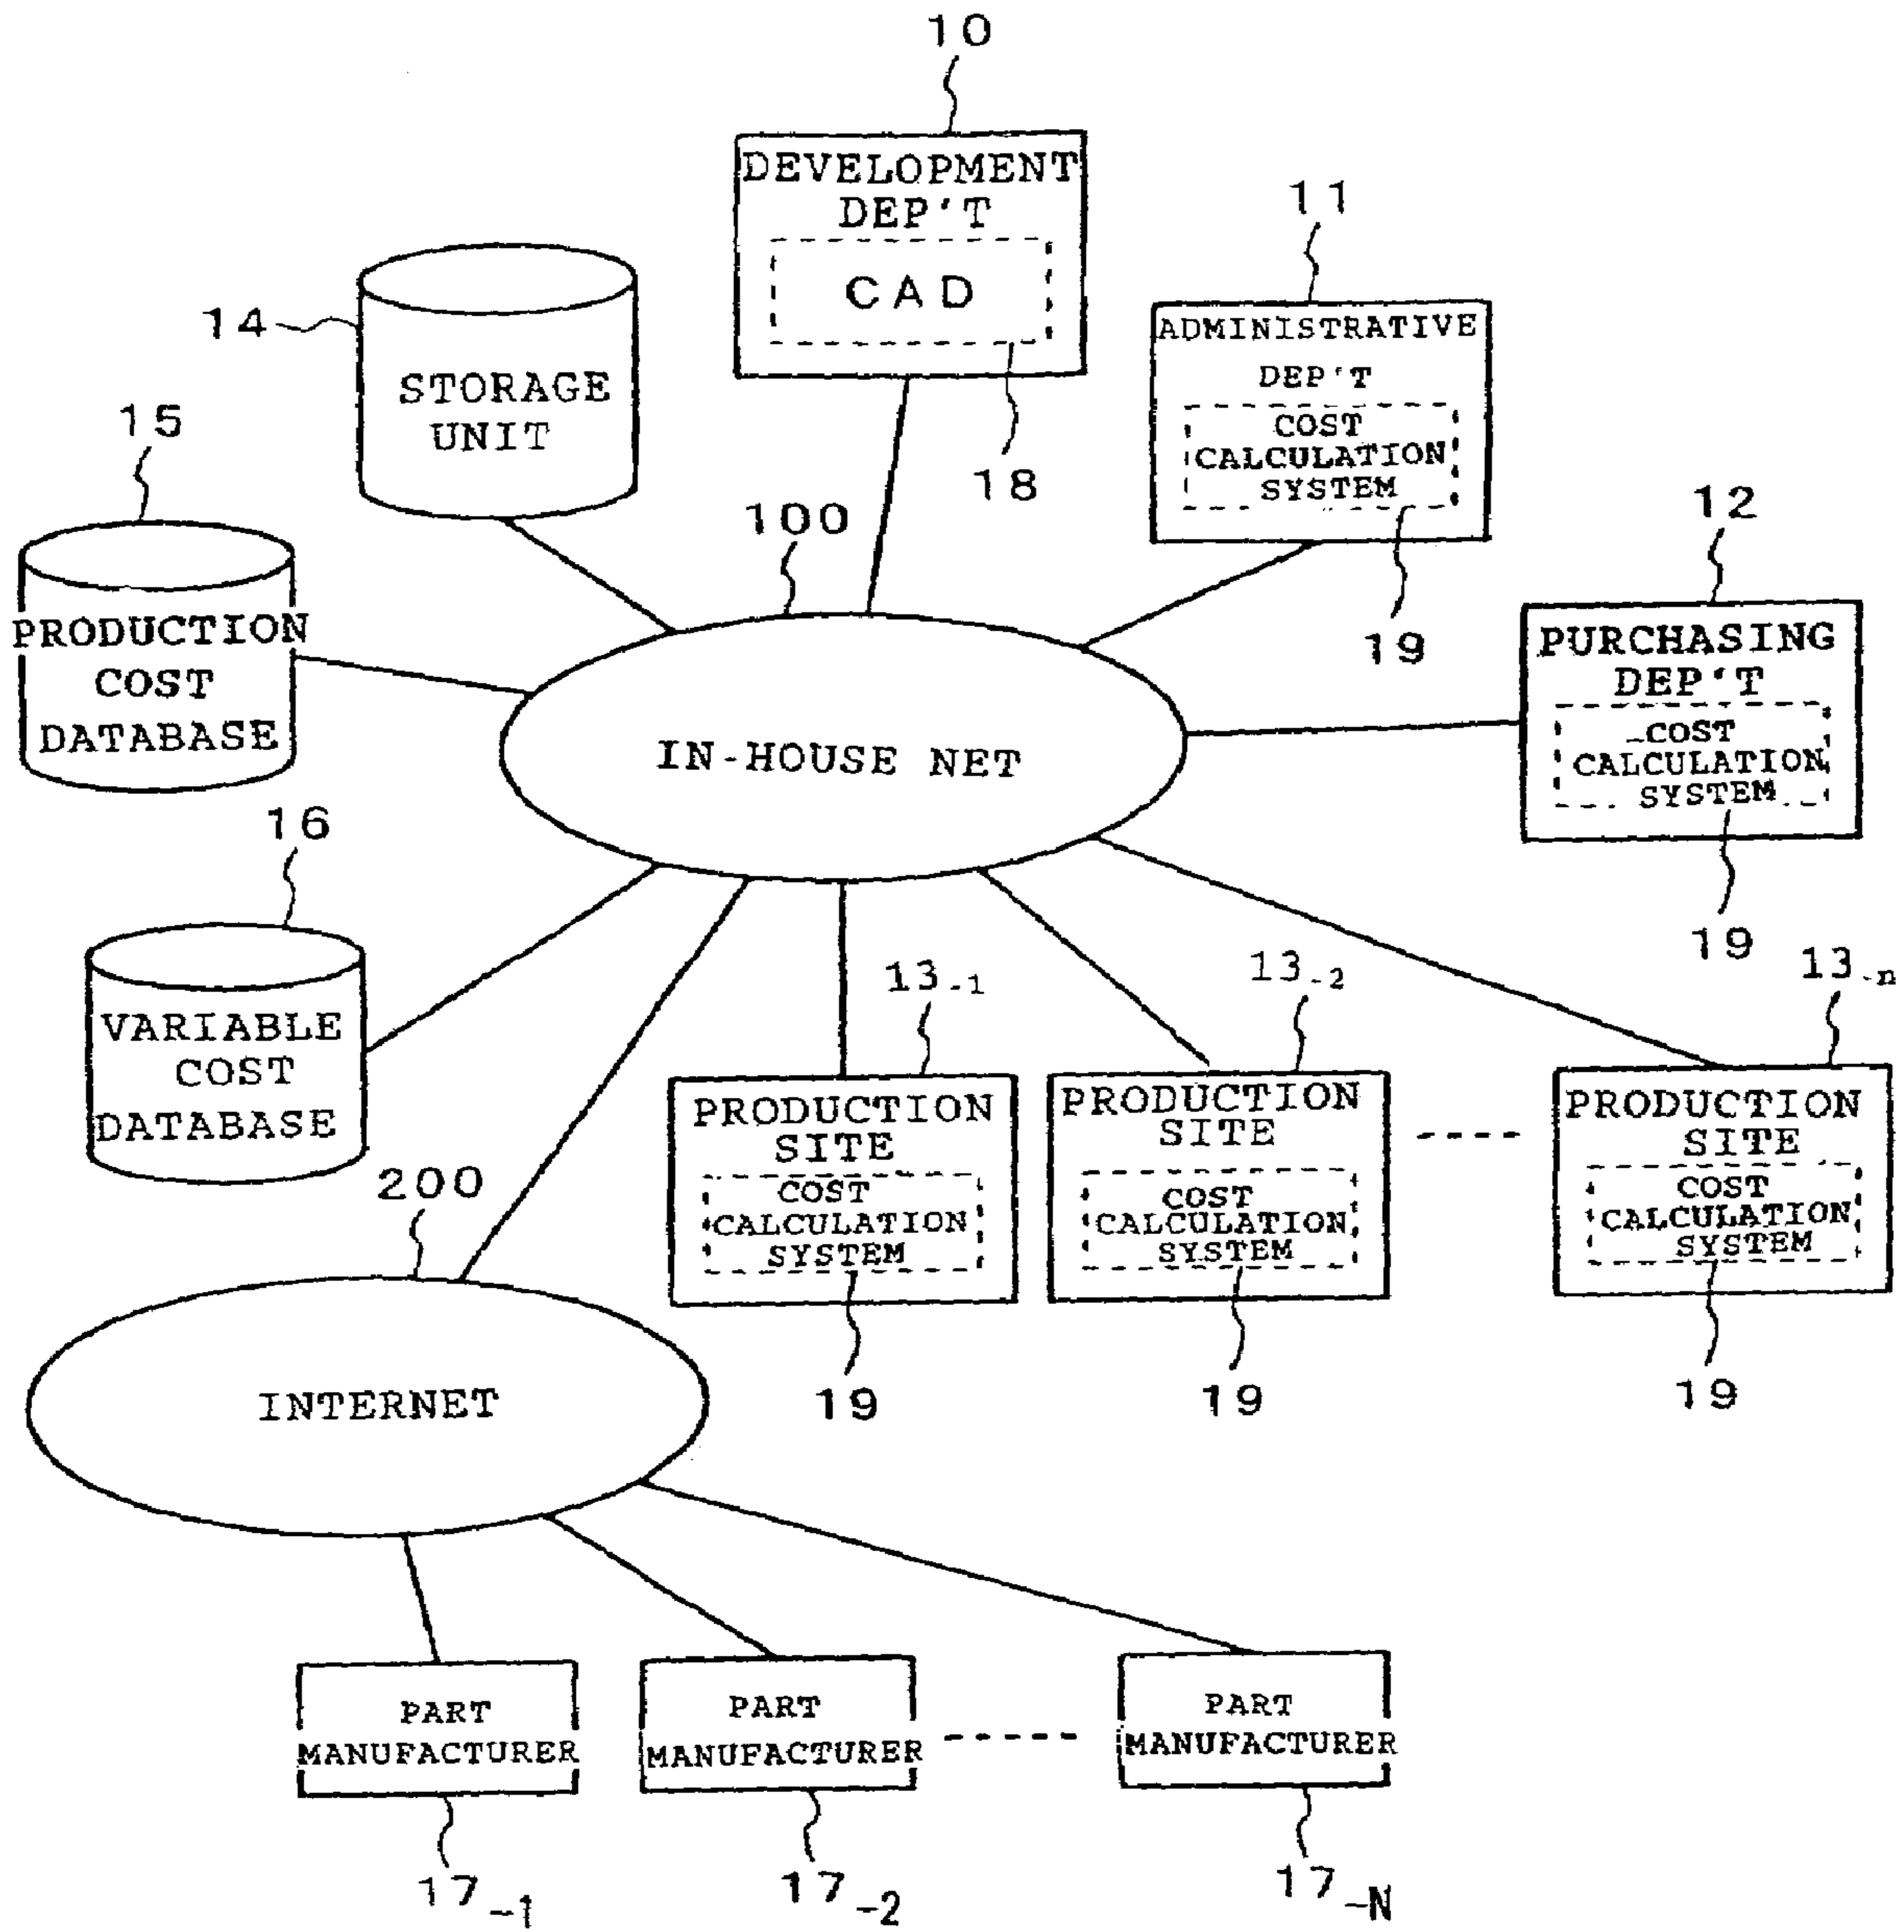 10
DEVELOPMENT
DEP'T
CAD
18
11
ADMINISTRATIVE
DEP'T
COST
CALCULATION
SYSTEM
19
14
STORAGE
UNIT
15
PRODUCTION
COST
DATABASE
100
IN-HOUSE NET
12
PURCHASING
DEP'T
COST
CALCULATION
SYSTEM
19
16
VARIABLE
COST
DATABASE
13-1
PRODUCTION
SITE
COST
CALCULATION
SYSTEM
19
13-2
PRODUCTION
SITE
COST
CALCULATION
SYSTEM
19
13-n
PRODUCTION
SITE
COST
CALCULATION
SYSTEM
19
200
INTERNET
PART
MANUFACTURER
17-1
PART
MANUFACTURER
17-2
PART
MANUFACTURER
17-N